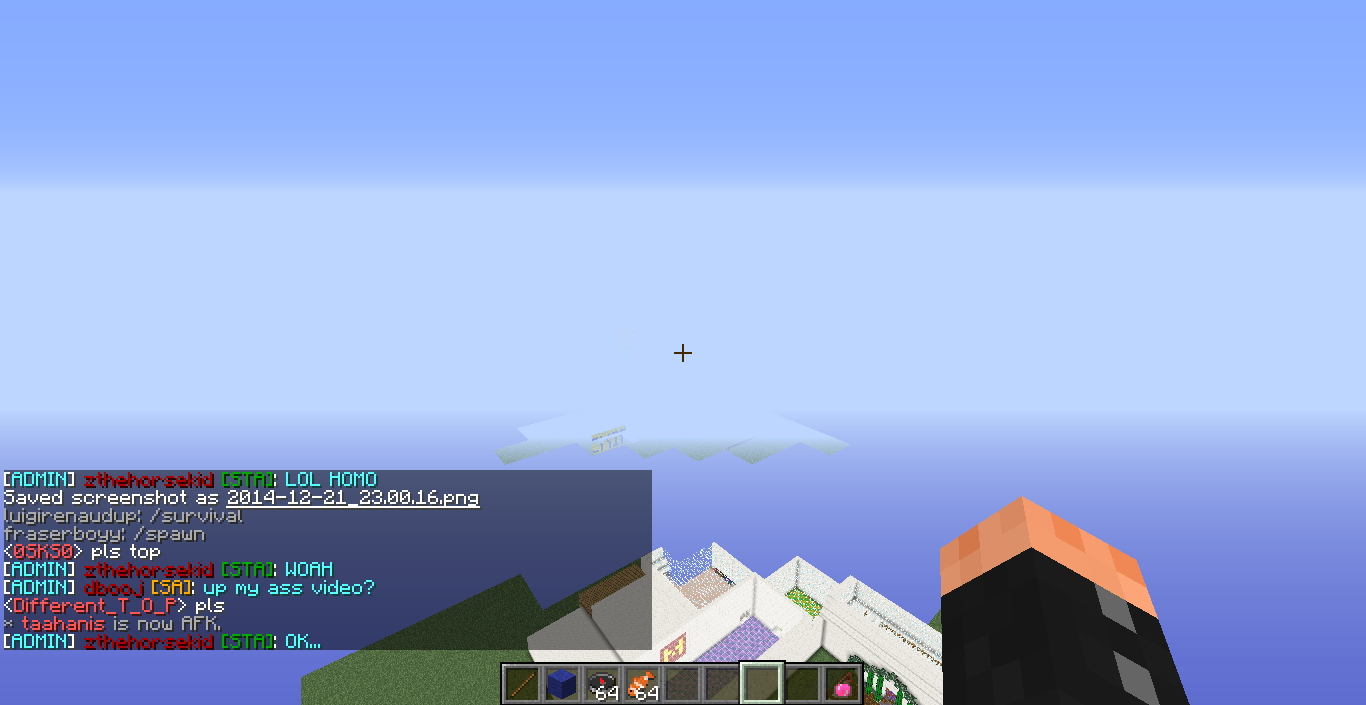 [ADMIN] zthehorsekid [STA]: LOL HOMO
Saved screenshot as 2014-12-21_23.00.16.png
luigirenaudup: /survival
fraserboyy: /spawn
<OSKSO> pls top
[ADMIN] zthehorsekid [STA]: WOAH
[ADMIN] dbooj [SA]: up my ass video?
<Different_T_O_P> pls
* taahanis is now AFK.
[ADMIN] zthehorsekid [STA]: OK...
64 64